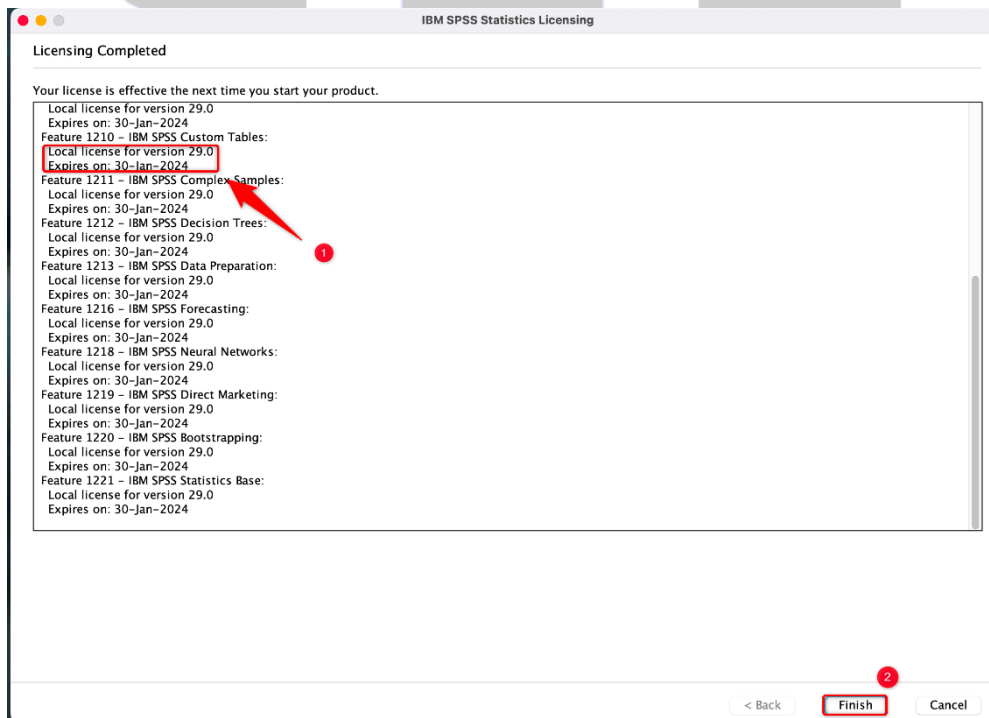 IBM SPSS Statistics Licensing
Licensing Completed
Your license is effective the next time you start your product.
Local license for version 29.0
Expires on: 30-Jan-2024
Feature 1210 - IBM SPSS Custom Tables:
Local license for version 29.0
Expires on: 30-Jan-2024
Feature 1211 - IBM SPSS Complex Samples:
Local license for version 29.0
Expires on: 30-Jan-2024
Feature 1212 - IBM SPSS Decision Trees:
Local license for version 29.0
Expires on: 30-Jan-2024
1
Feature 1213 - IBM SPSS Data Preparation:
Local license for version 29.0
Expires on: 30-Jan-2024
Feature 1216 - IBM SPSS Forecasting:
Local license for version 29.0
Expires on: 30-Jan-2024
Feature 1218 - IBM SPSS Neural Networks:
Local license for version 29.0
Expires on: 30-Jan-2024
Feature 1219 - IBM SPSS Direct Marketing:
Local license for version 29.0
Expires on: 30-Jan-2024
Feature 1220 - IBM SPSS Bootstrapping:
Local license for version 29.0
Expires on: 30-Jan-2024
Feature 1221 - IBM SPSS Statistics Base:
Local license for version 29.0
Expires on: 30-Jan-2024
2
< Back Finish Cancel